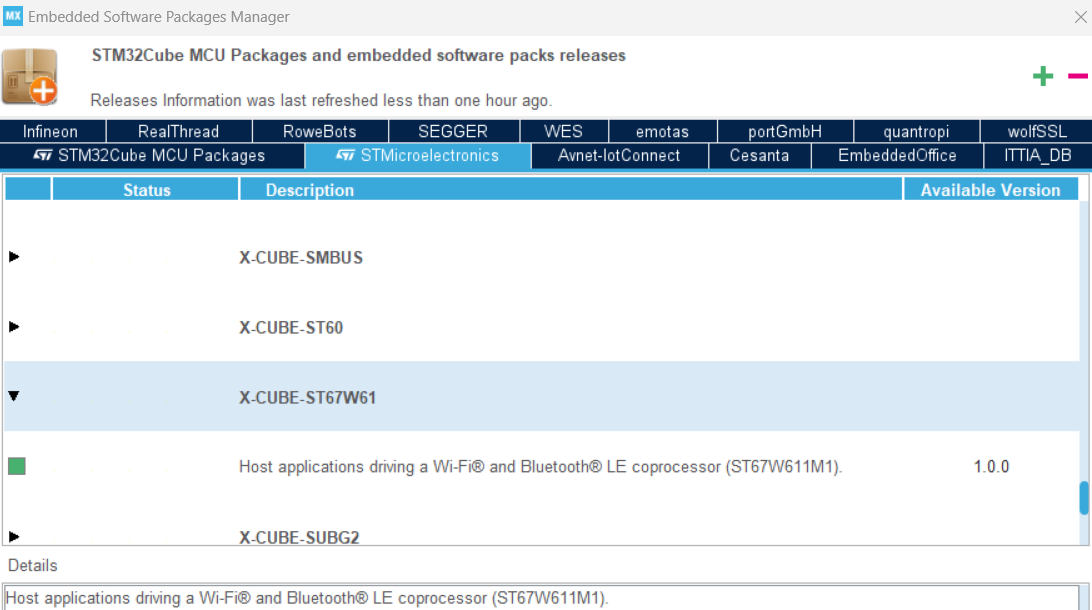 MX Embedded Software Packages Manager
STM32Cube MCU Packages and embedded software packs releases
Releases Information was last refreshed less than one hour ago.
Infineon RealThread RoweBots SEGGER WES emotas portGmbH quantropi wolfSSL
STM32Cube MCU Packages STMicroelectronics Avnet-IotConnect Cesanta EmbeddedOffice ITTIA_DB
Status Description Available Version
X-CUBE-SMBUS
X-CUBE-ST60
X-CUBE-ST67W61
Host applications driving a Wi-Fi® and Bluetooth® LE coprocessor (ST67W611M1). 1.0.0
X-CUBE-SUBG2
Details
Host applications driving a Wi-Fi® and Bluetooth® LE coprocessor (ST67W611M1).